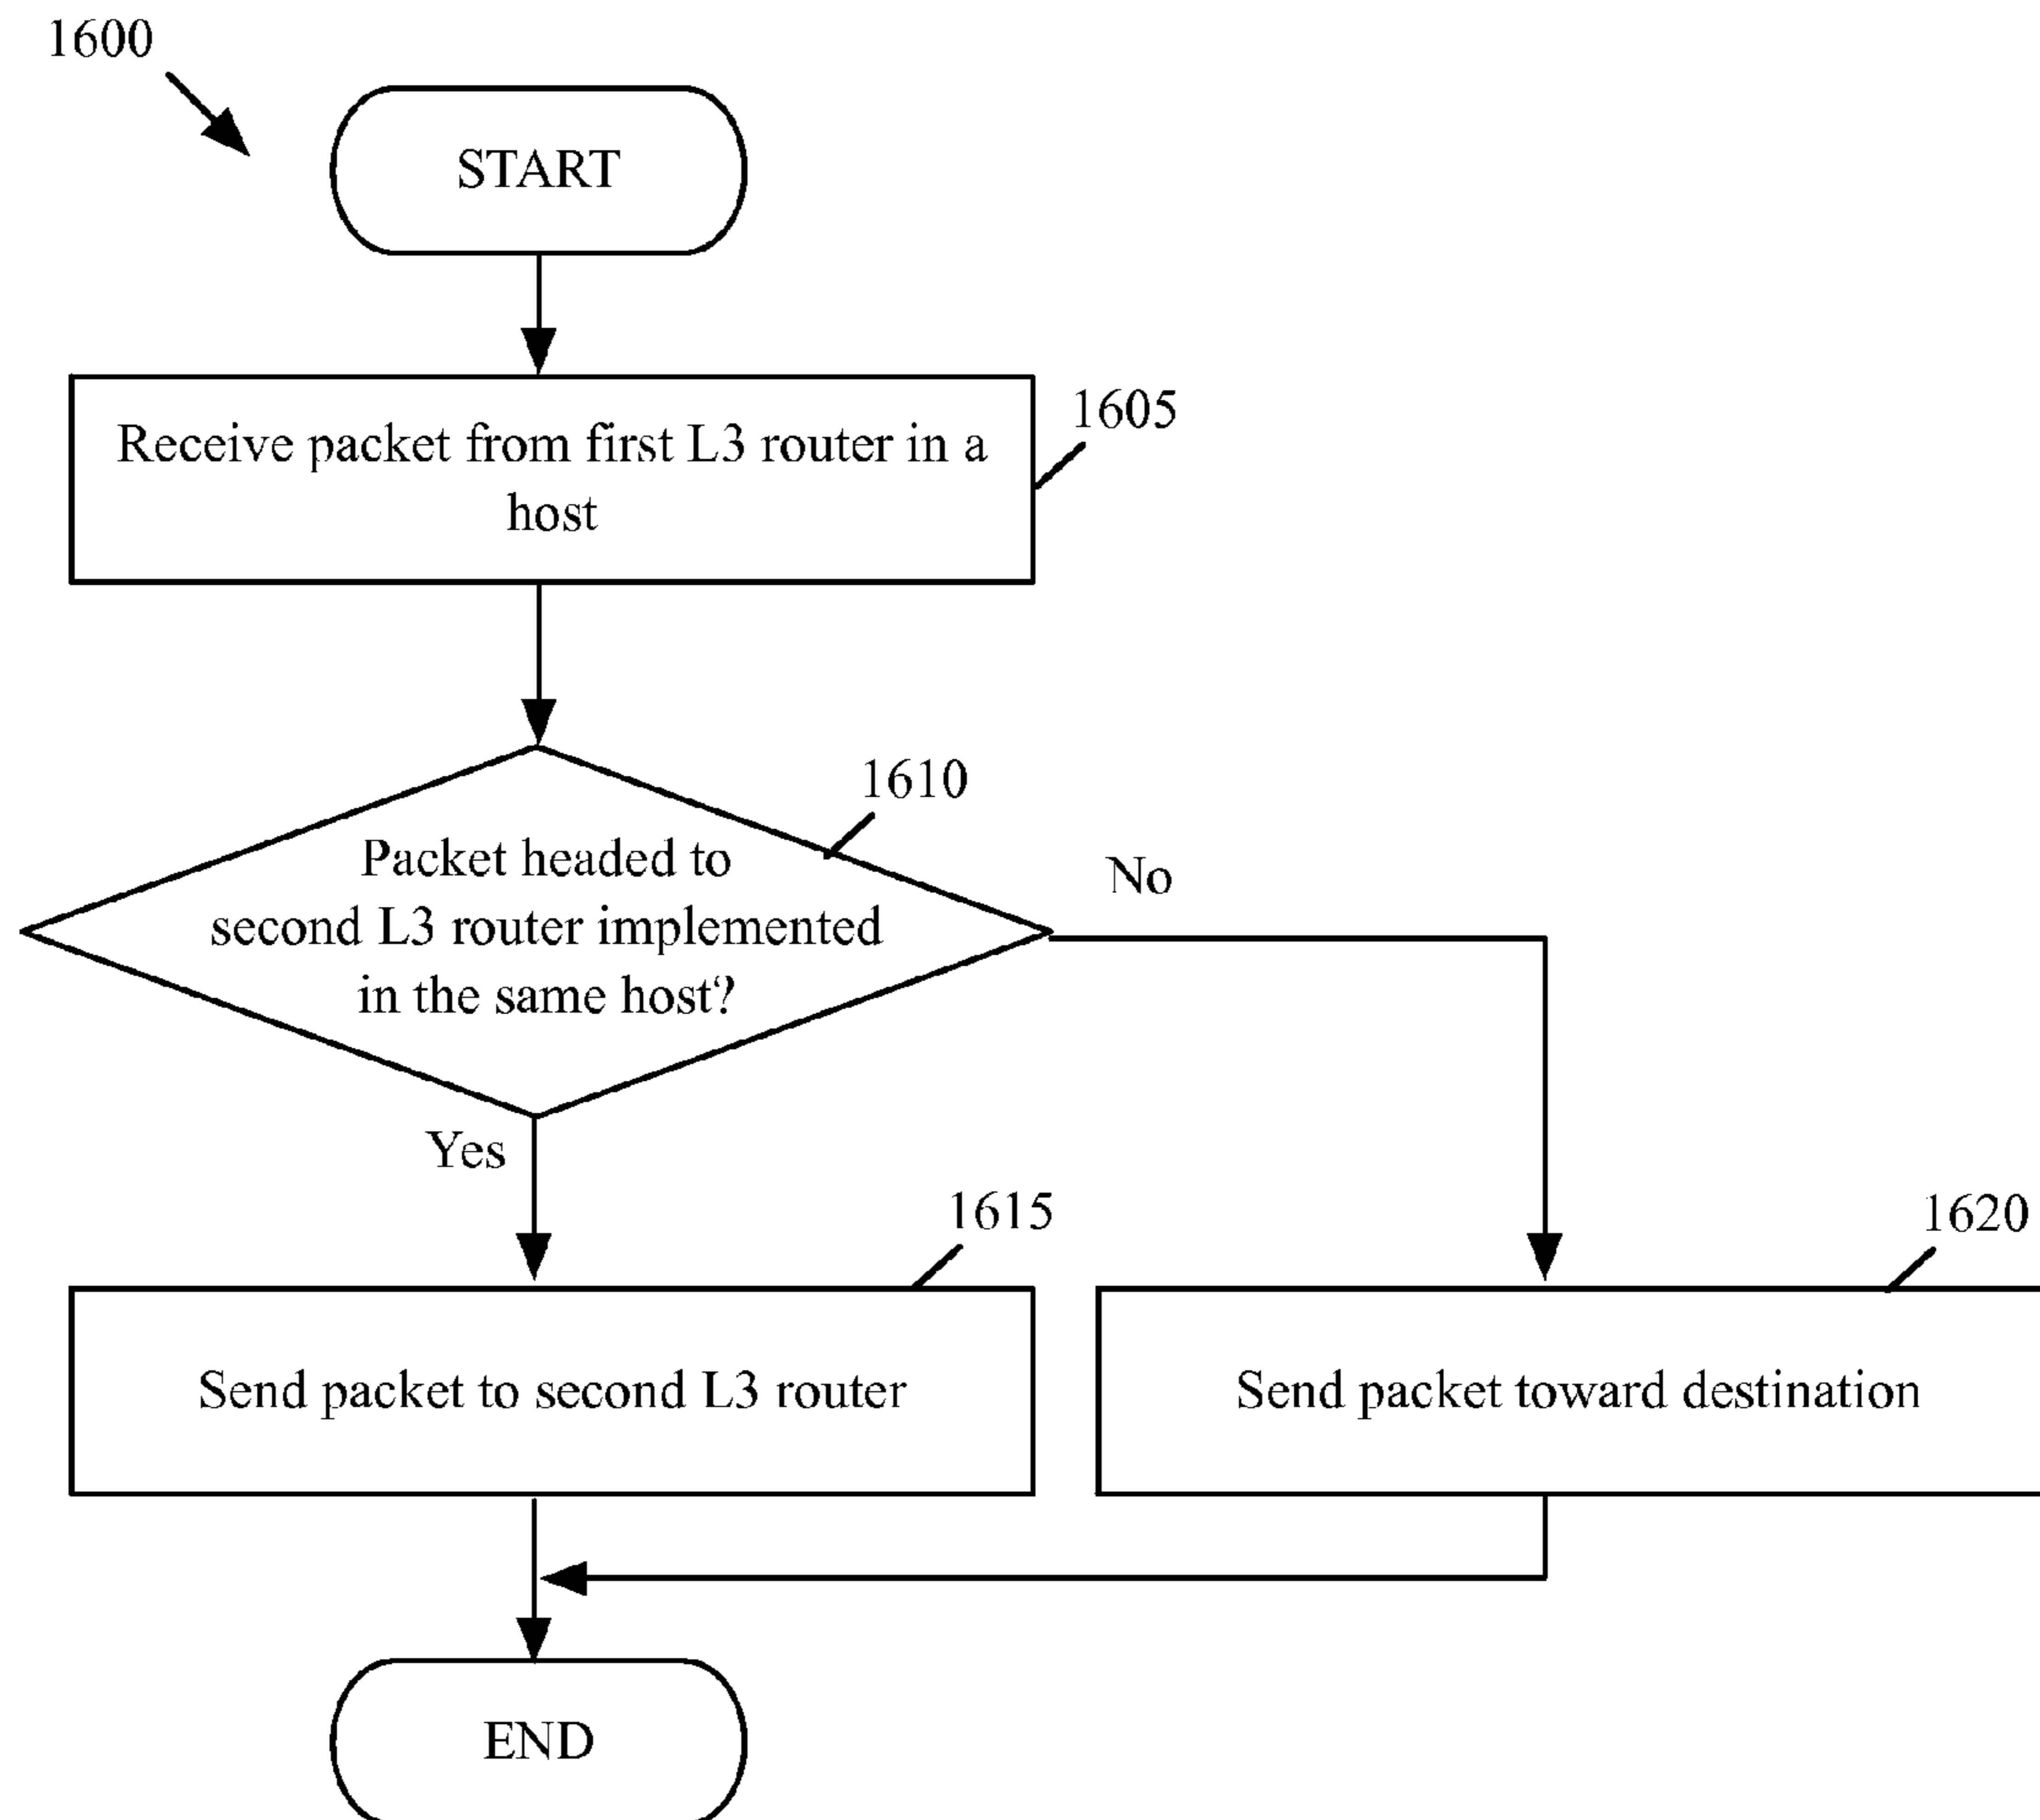 1600
START
Receive packet from first L3 router in a
host
1605
Packet headed to
second L3 router implemented
in the same host?
1610
No
Yes
Send packet to second L3 router
1615
Send packet toward destination
1620
END